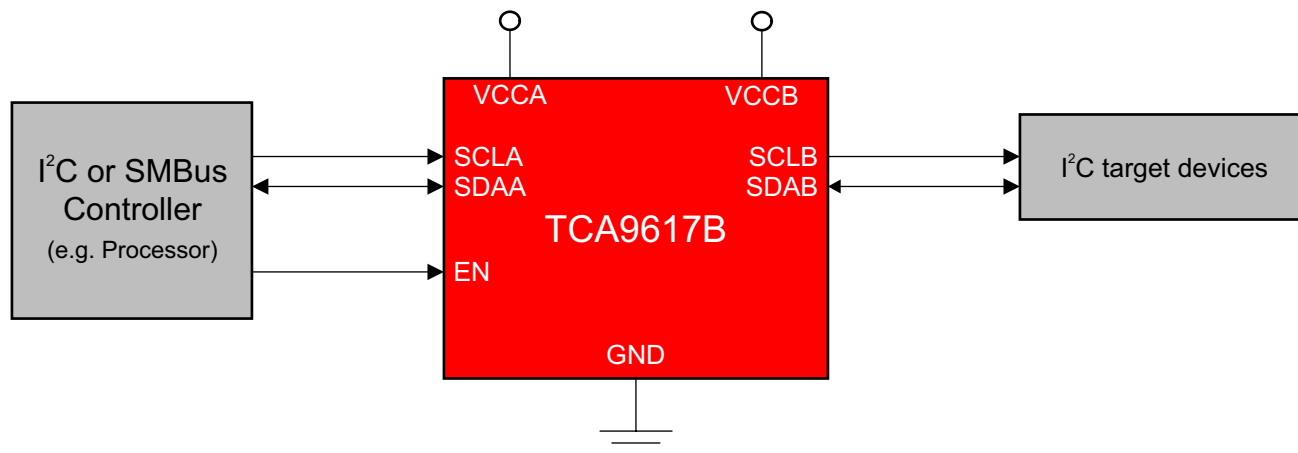 VCCA
VCCB
I²C or SMBus
Controller
(e.g. Processor)
SCLA
SDAA
EN
SCLB
SDAB
TCA9617B
GND
I²C target devices